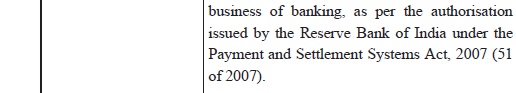 business of banking, as per the authorisation
issued by the Reserve Bank of India under the
Payment and Settlement Systems Act, 2007 (51
of 2007).